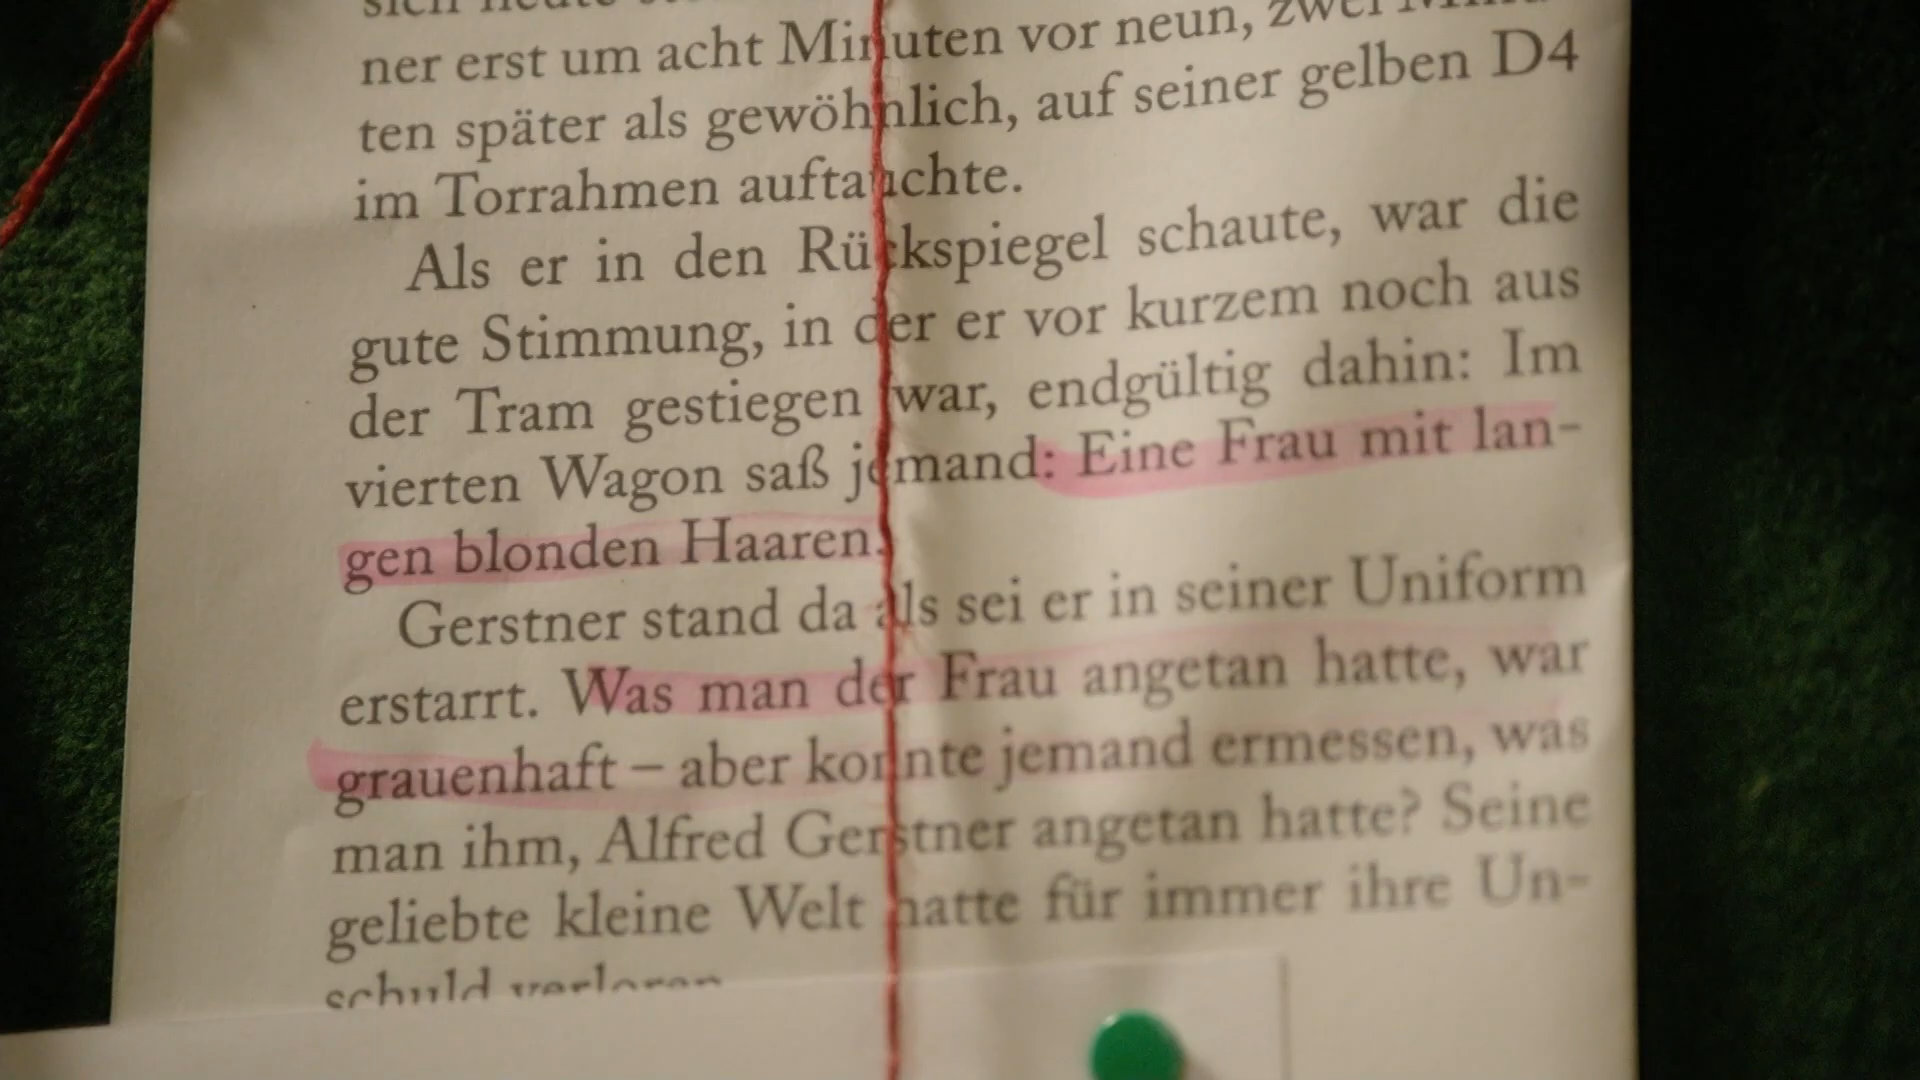 sich heute
ner erst um acht Minuten vor neun, zwei Minu-
ten später als gewöhnlich, auf seiner gelben D4
im Torrahmen auftauchte.
Als er in den Rückspiegel schaute, war die
gute Stimmung, in der er vor kurzem noch aus
der Tram gestiegen war, endgültig dahin: Im
vierten Wagon saß jemand: Eine Frau mit lan-
gen blonden Haaren.
Gerstner stand da als sei er in seiner Uniform
erstarrt. Was man der Frau angetan hatte, war
grauenhaft – aber konnte jemand ermessen, was
man ihm, Alfred Gerstner angetan hatte? Seine
geliebte kleine Welt hatte für immer ihre Un-
schuld verloren